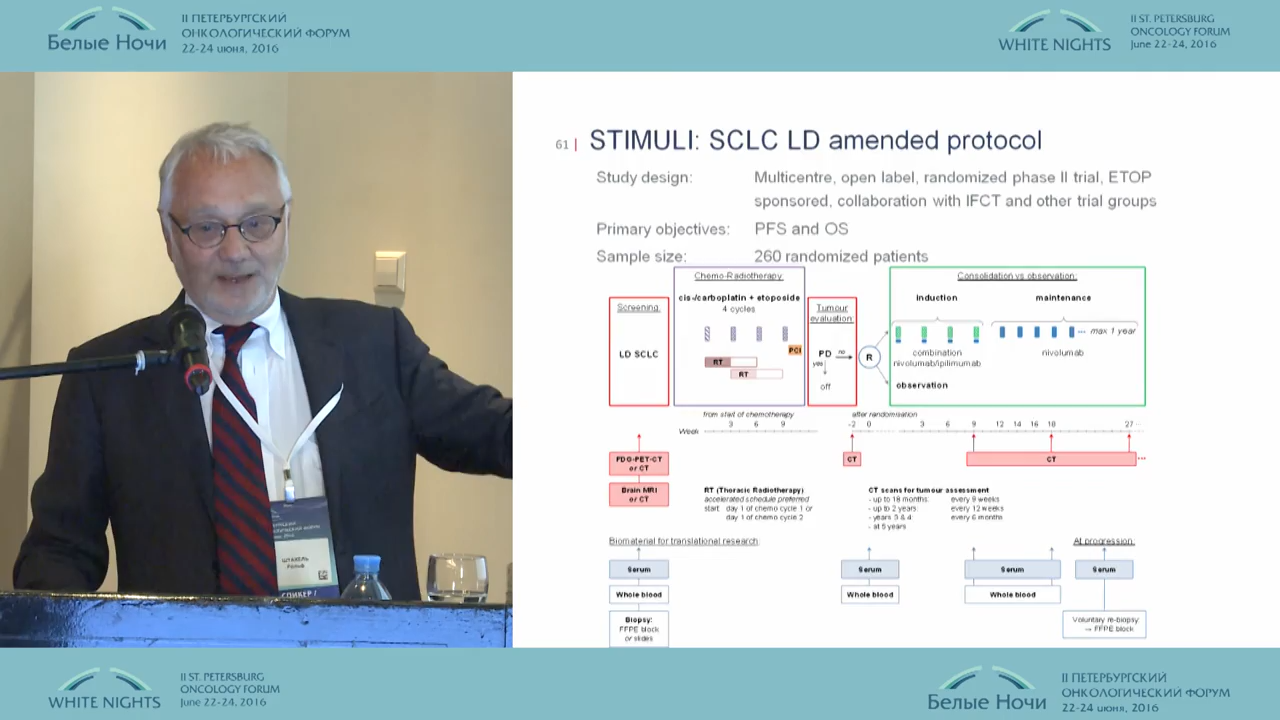 II ПЕТЕРБУРГСКИЙ
ОНКОЛОГИЧЕСКИЙ ФОРУМ
22-24 июня, 2016
Белые Ночи
II ST. PETERSBURG
ONCOLOGY FORUM
June 22-24, 2016
WHITE NIGHTS
61 | STIMULI: SCLC LD amended protocol
Study design: Multicentre, open label, randomized phase II trial, ETOP
sponsored, collaboration with IFCT and other trial groups
Primary objectives: PFS and OS
Sample size: 260 randomized patients
Screening:
LD SCLC
Chemo-Radiotherapy:
cis-/carboplatin + etoposide
4 cycles
PCI
RT
RT
Tumour
evaluation:
PD no
yes
off
R
Consolidation vs observation:
induction maintenance
max 1 year
combination nivolumab
nivolumab/ipilimumab
observation
from start of chemotherapy after randomisation
Week 3 6 9 -2 0 3 6 9 12 14 16 18 27
FDG-PET-CT
or CT
CT
CT
Brain MRI
or CT
RT (Thoracic Radiotherapy)
accelerated schedule preferred
start day 1 of chemo cycle 1 or
day 1 of chemo cycle 2
CT scans for tumour assessment
- up to 18 months: every 9 weeks
- up to 2 years: every 12 weeks
- years 3 & 4: every 6 months
- at 5 years
Biomaterial for translational research: At progression:
Serum Serum Serum Serum
Whole blood Whole blood Whole blood
Biopsy:
FFPE block
or slides
Voluntary re-biopsy
→ FFPE block
ШТАХЕЛЬ
Рольф
СПИКЕР /
WHITE NIGHTS
II ST. PETERSBURG
ONCOLOGY FORUM
June 22-24, 2016
Белые Ночи
II ПЕТЕРБУРГСКИЙ
ОНКОЛОГИЧЕСКИЙ ФОРУМ
22-24 июня, 2016